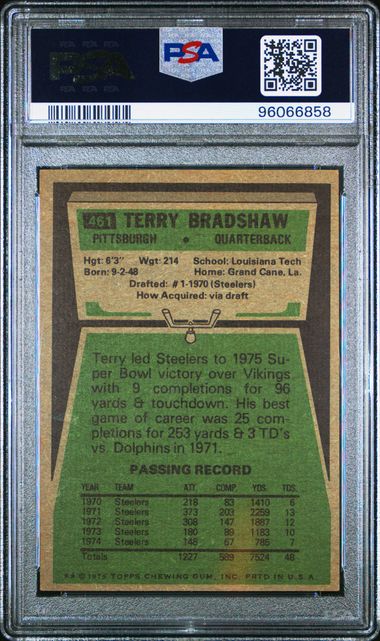 PSA
96066858
461 TERRY BRADSHAW
PITTSBURGH • QUARTERBACK
Hgt: 6'3" Wgt: 214 School: Louisiana Tech
Born: 9-2-48 Home: Grand Cane, La.
Drafted: #1-1970 (Steelers)
How Acquired: via draft
Terry led Steelers to 1975 Su-
per Bowl victory over Vikings
with 9 completions for 96
yards & touchdown. His best
game of career was 25 com-
pletions for 253 yards & 3 TD's
vs. Dolphins in 1971.
PASSING RECORD
YEAR TEAM ATT. COMP. YDS. TDS.
1970 Steelers 218 83 1410 6
1971 Steelers 373 203 2259 13
1972 Steelers 308 147 1887 12
1973 Steelers 180 89 1183 10
1974 Steelers 148 67 785 7
Totals 1227 589 7524 48
© 1975 TOPPS CHEWING GUM, INC. PRTD IN U.S.A.